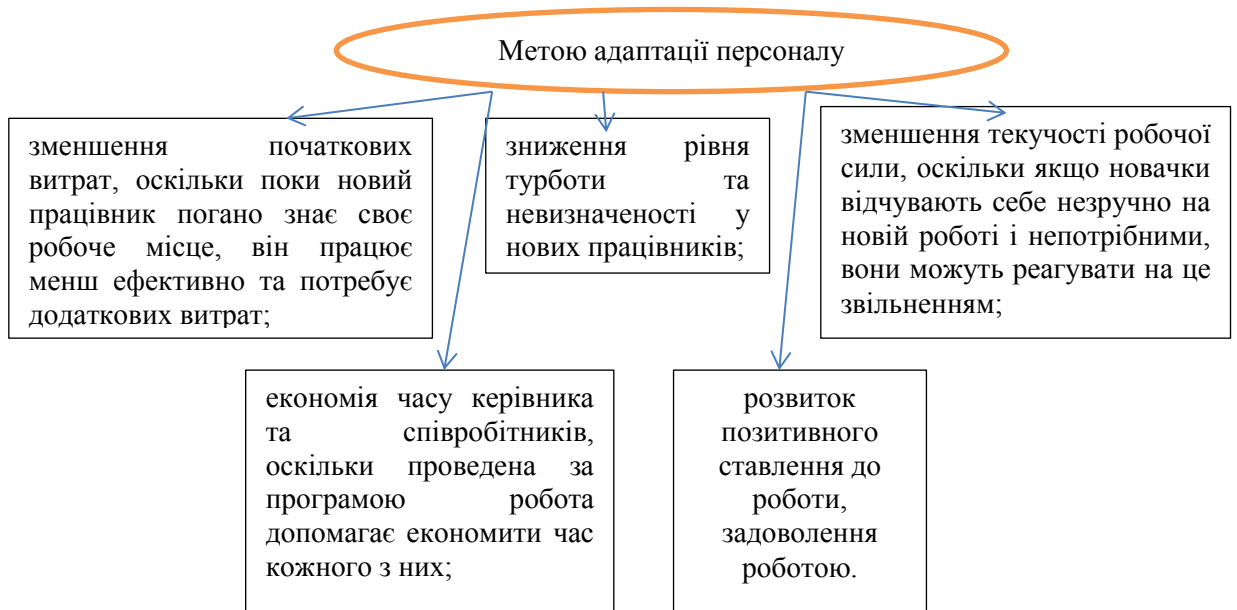 Метою адаптації персоналу
зменшення початкових
витрат, оскільки поки новий
працівник погано знає своє
робоче місце, він працює
менш ефективно та потребує
додаткових витрат;
зниження рівня
турботи та
невизначеності у
нових працівників;
зменшення текучості робочої
сили, оскільки якщо новачки
відчувають себе незручно на
новій роботі і непотрібними,
вони можуть реагувати на це
звільненням;
економія часу керівника
та співробітників,
оскільки проведена за
програмою робота
допомагає економити час
кожного з них;
розвиток
позитивного
ставлення до
роботи,
задоволення
роботою.